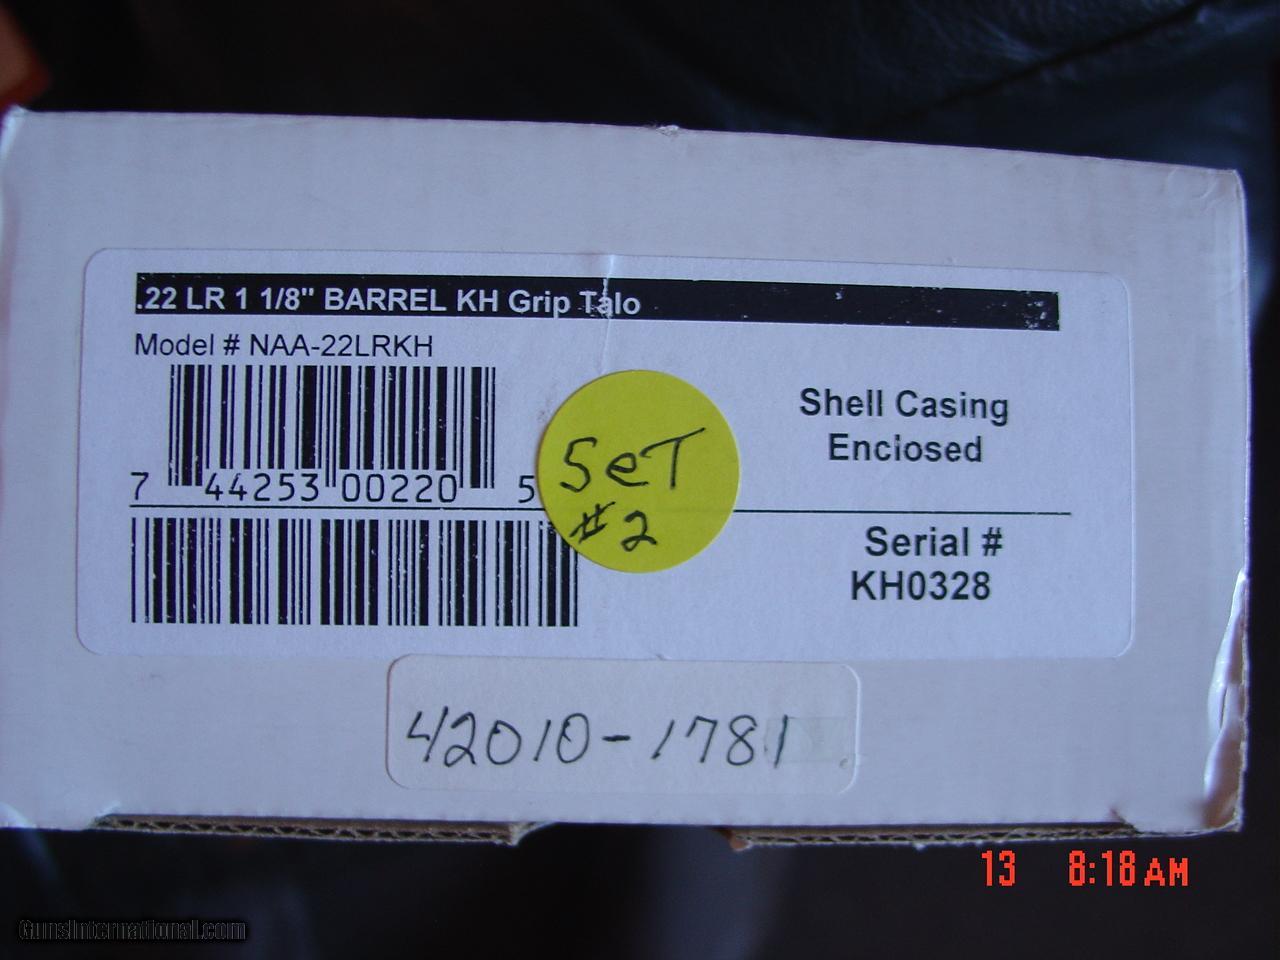 .22 LR 1 1/8" BARREL KH Grip Talo
Model # NAA-22LRKH
7 44253 00220 5
Shell Casing
Enclosed
SeT
#2
Serial #
KH0328
42010-1781
13 8:18 AM
GunsInternational.com